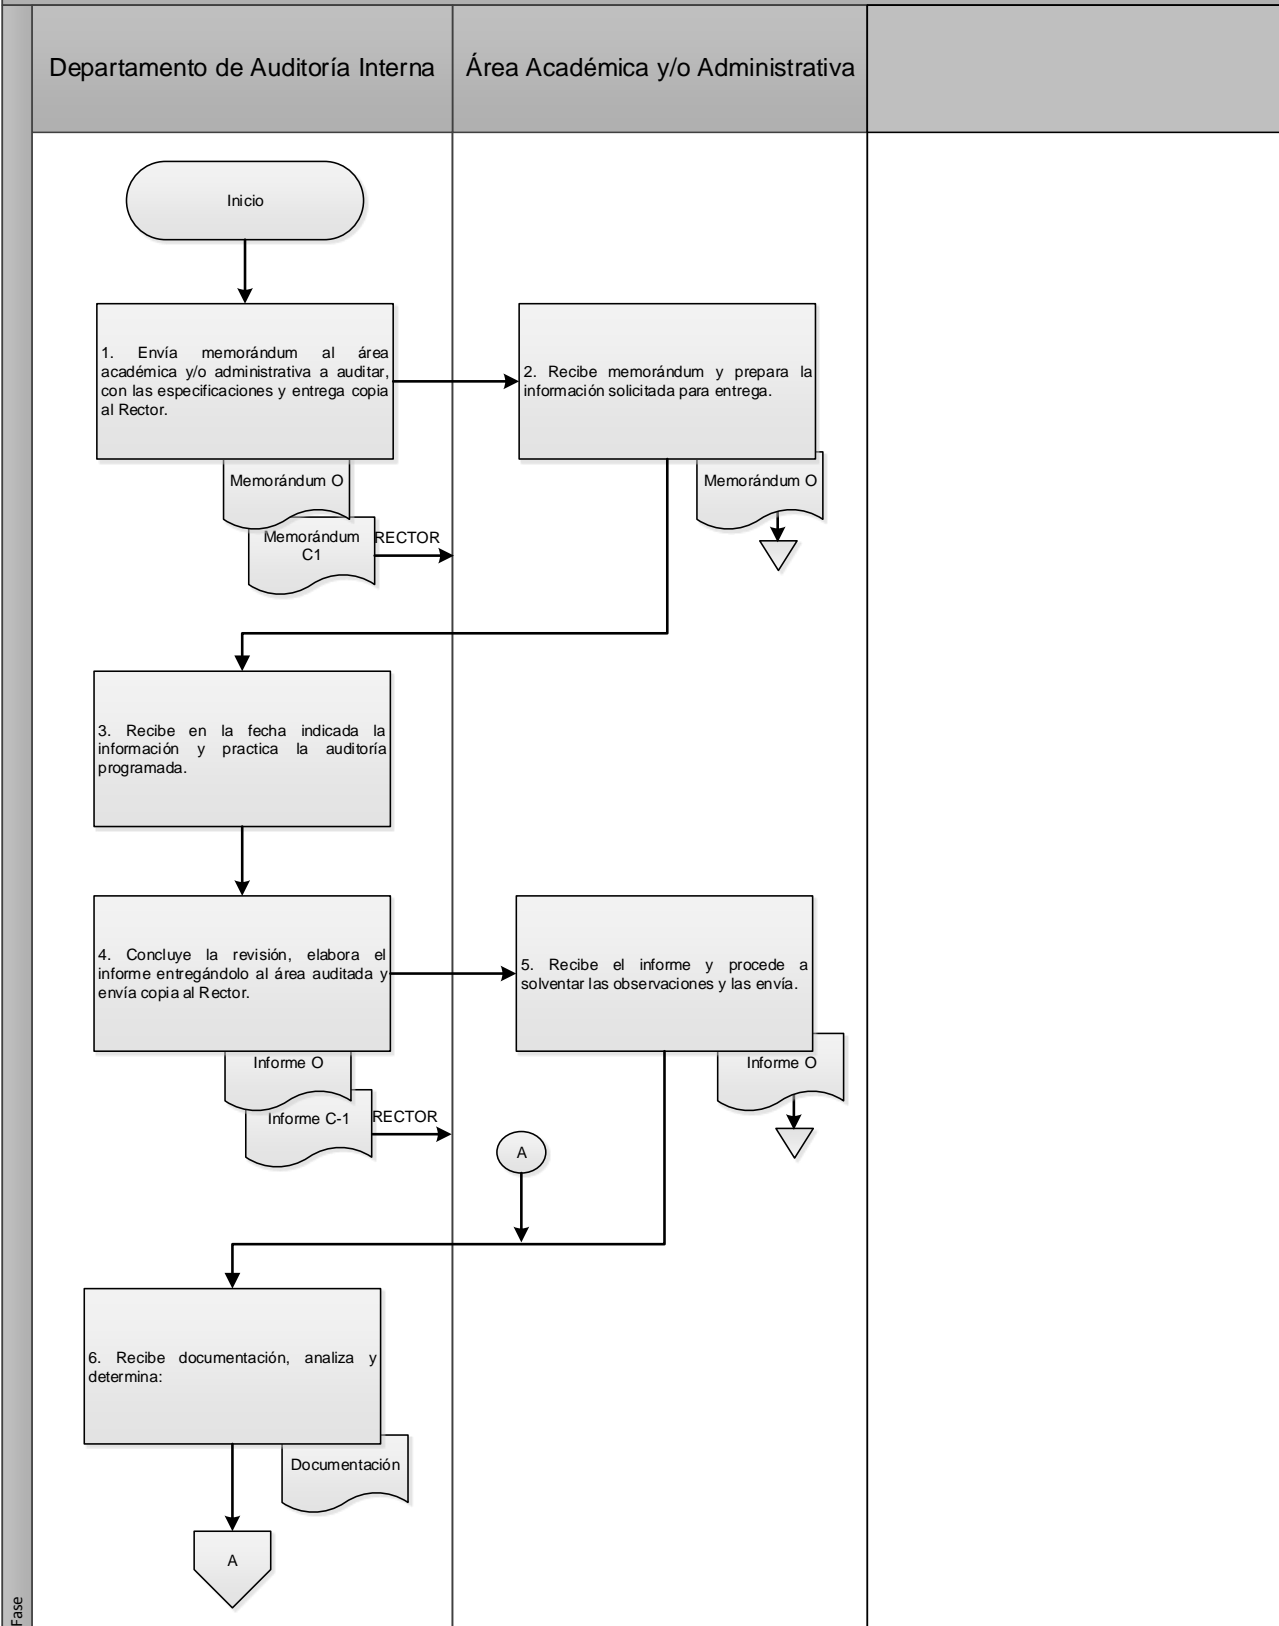 Departamento de Auditoría Interna
Área Académica y/o Administrativa
Inicio
1. Envía memorándum al área
académica y/o administrativa a auditar,
con las especificaciones y entrega copia
al Rector.
2. Recibe memorándum y prepara la
información solicitada para entrega.
Memorándum O
Memorándum O
Memorándum
C1
RECTOR
3. Recibe en la fecha indicada la
información y practica la auditoría
programada.
4. Concluye la revisión, elabora el
informe entregándolo al área auditada y
envía copia al Rector.
5. Recibe el informe y procede a
solventar las observaciones y las envía.
Informe O
Informe O
Informe C-1
RECTOR
A
6. Recibe documentación, analiza y
determina:
Documentación
A
Fase